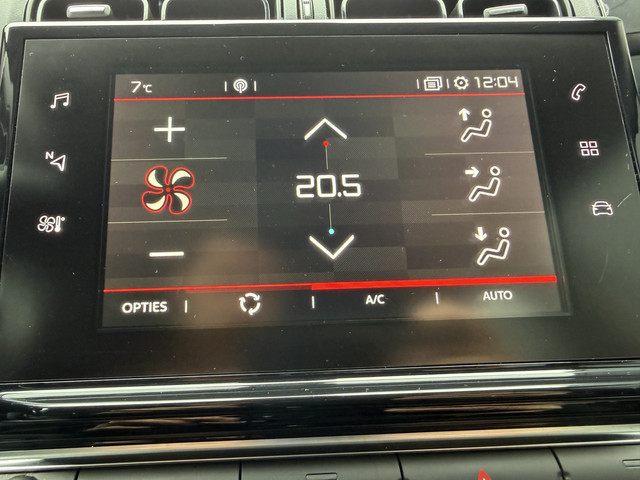 7°C 12:04
N
+
20.5
−
OPTIES A/C AUTO